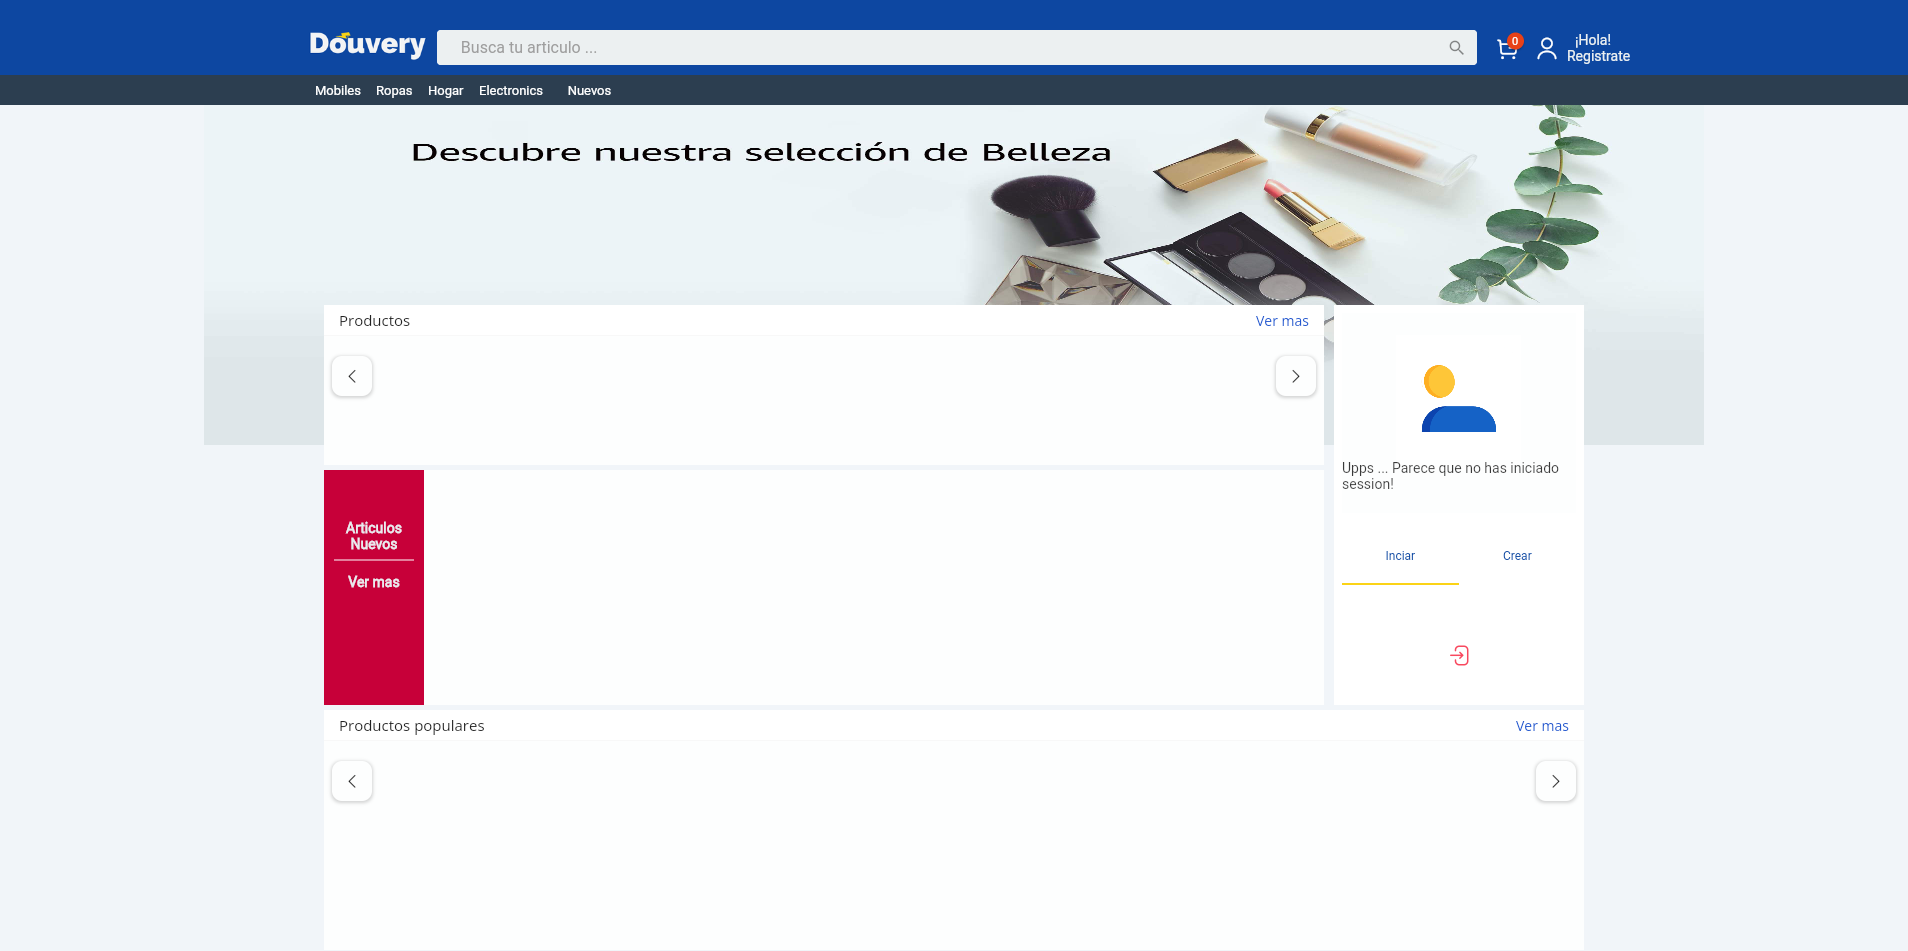 Douvery
Busca tu articulo ...
0
¡Hola!
Registrate
Mobiles Ropas Hogar Electronics Nuevos
Descubre nuestra selección de Belleza
Productos Ver mas
Upps ... Parece que no has iniciado
session!
Articulos
Nuevos
Ver mas
Inciar Crear
Productos populares Ver mas